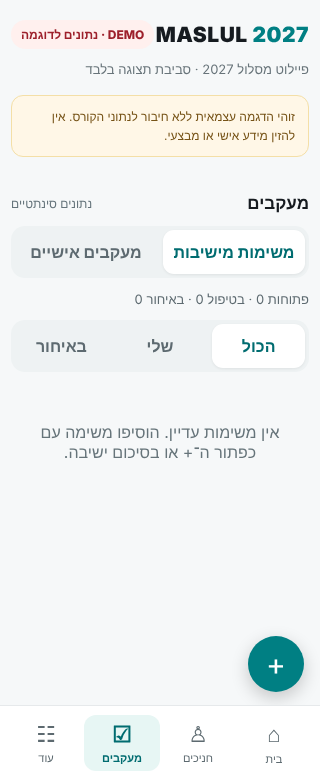 MASLUL 2027
DEMO · נתונים לדוגמה
פיילוט מסלול 2027 · סביבת תצוגה בלבד
זוהי הדגמה עצמאית ללא חיבור לנתוני הקורס. אין
להזין מידע אישי או מבצעי.
מעקבים
נתונים סינתטיים
משימות מישיבות
מעקבים אישיים
פתוחות 0 · בטיפול 0 · באיחור 0
הכול
שלי
באיחור
אין משימות עדיין. הוסיפו משימה עם
כפתור ה־+ או בסיכום ישיבה.
+
בית
חניכים
מעקבים
עוד